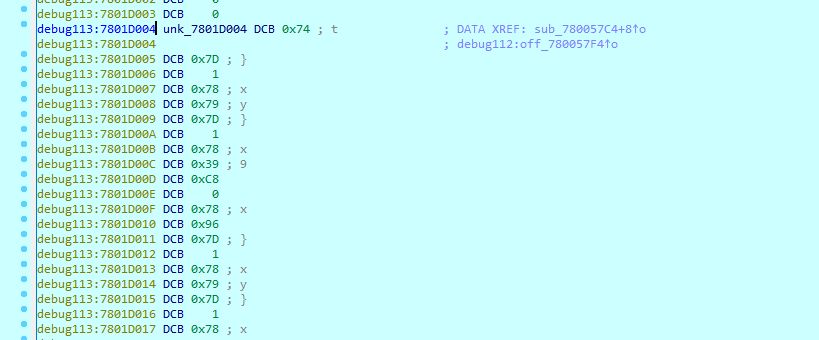 debug113:7801D003 DCB 0
debug113:7801D004 unk_7801D004 DCB 0x74 ; t ; DATA XREF: sub_780057C4+8↑o
debug113:7801D004 ; debug112:off_780057F4↑o
debug113:7801D005 DCB 0x7D ; }
debug113:7801D006 DCB 1
debug113:7801D007 DCB 0x78 ; x
debug113:7801D008 DCB 0x79 ; y
debug113:7801D009 DCB 0x7D ; }
debug113:7801D00A DCB 1
debug113:7801D00B DCB 0x78 ; x
debug113:7801D00C DCB 0x39 ; 9
debug113:7801D00D DCB 0xC8
debug113:7801D00E DCB 0
debug113:7801D00F DCB 0x78 ; x
debug113:7801D010 DCB 0x96
debug113:7801D011 DCB 0x7D ; }
debug113:7801D012 DCB 1
debug113:7801D013 DCB 0x78 ; x
debug113:7801D014 DCB 0x79 ; y
debug113:7801D015 DCB 0x7D ; }
debug113:7801D016 DCB 1
debug113:7801D017 DCB 0x78 ; x